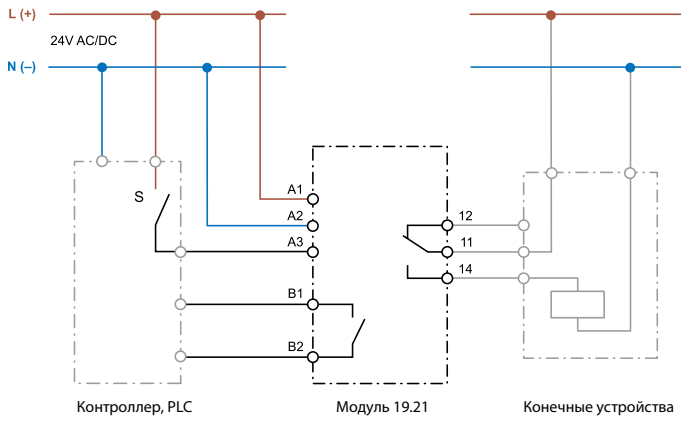 L (+)
24V AC/DC
N (–)
S
A1
A2
A3
B1
B2
12
11
14
Контроллер, PLC
Модуль 19.21
Конечные устройства